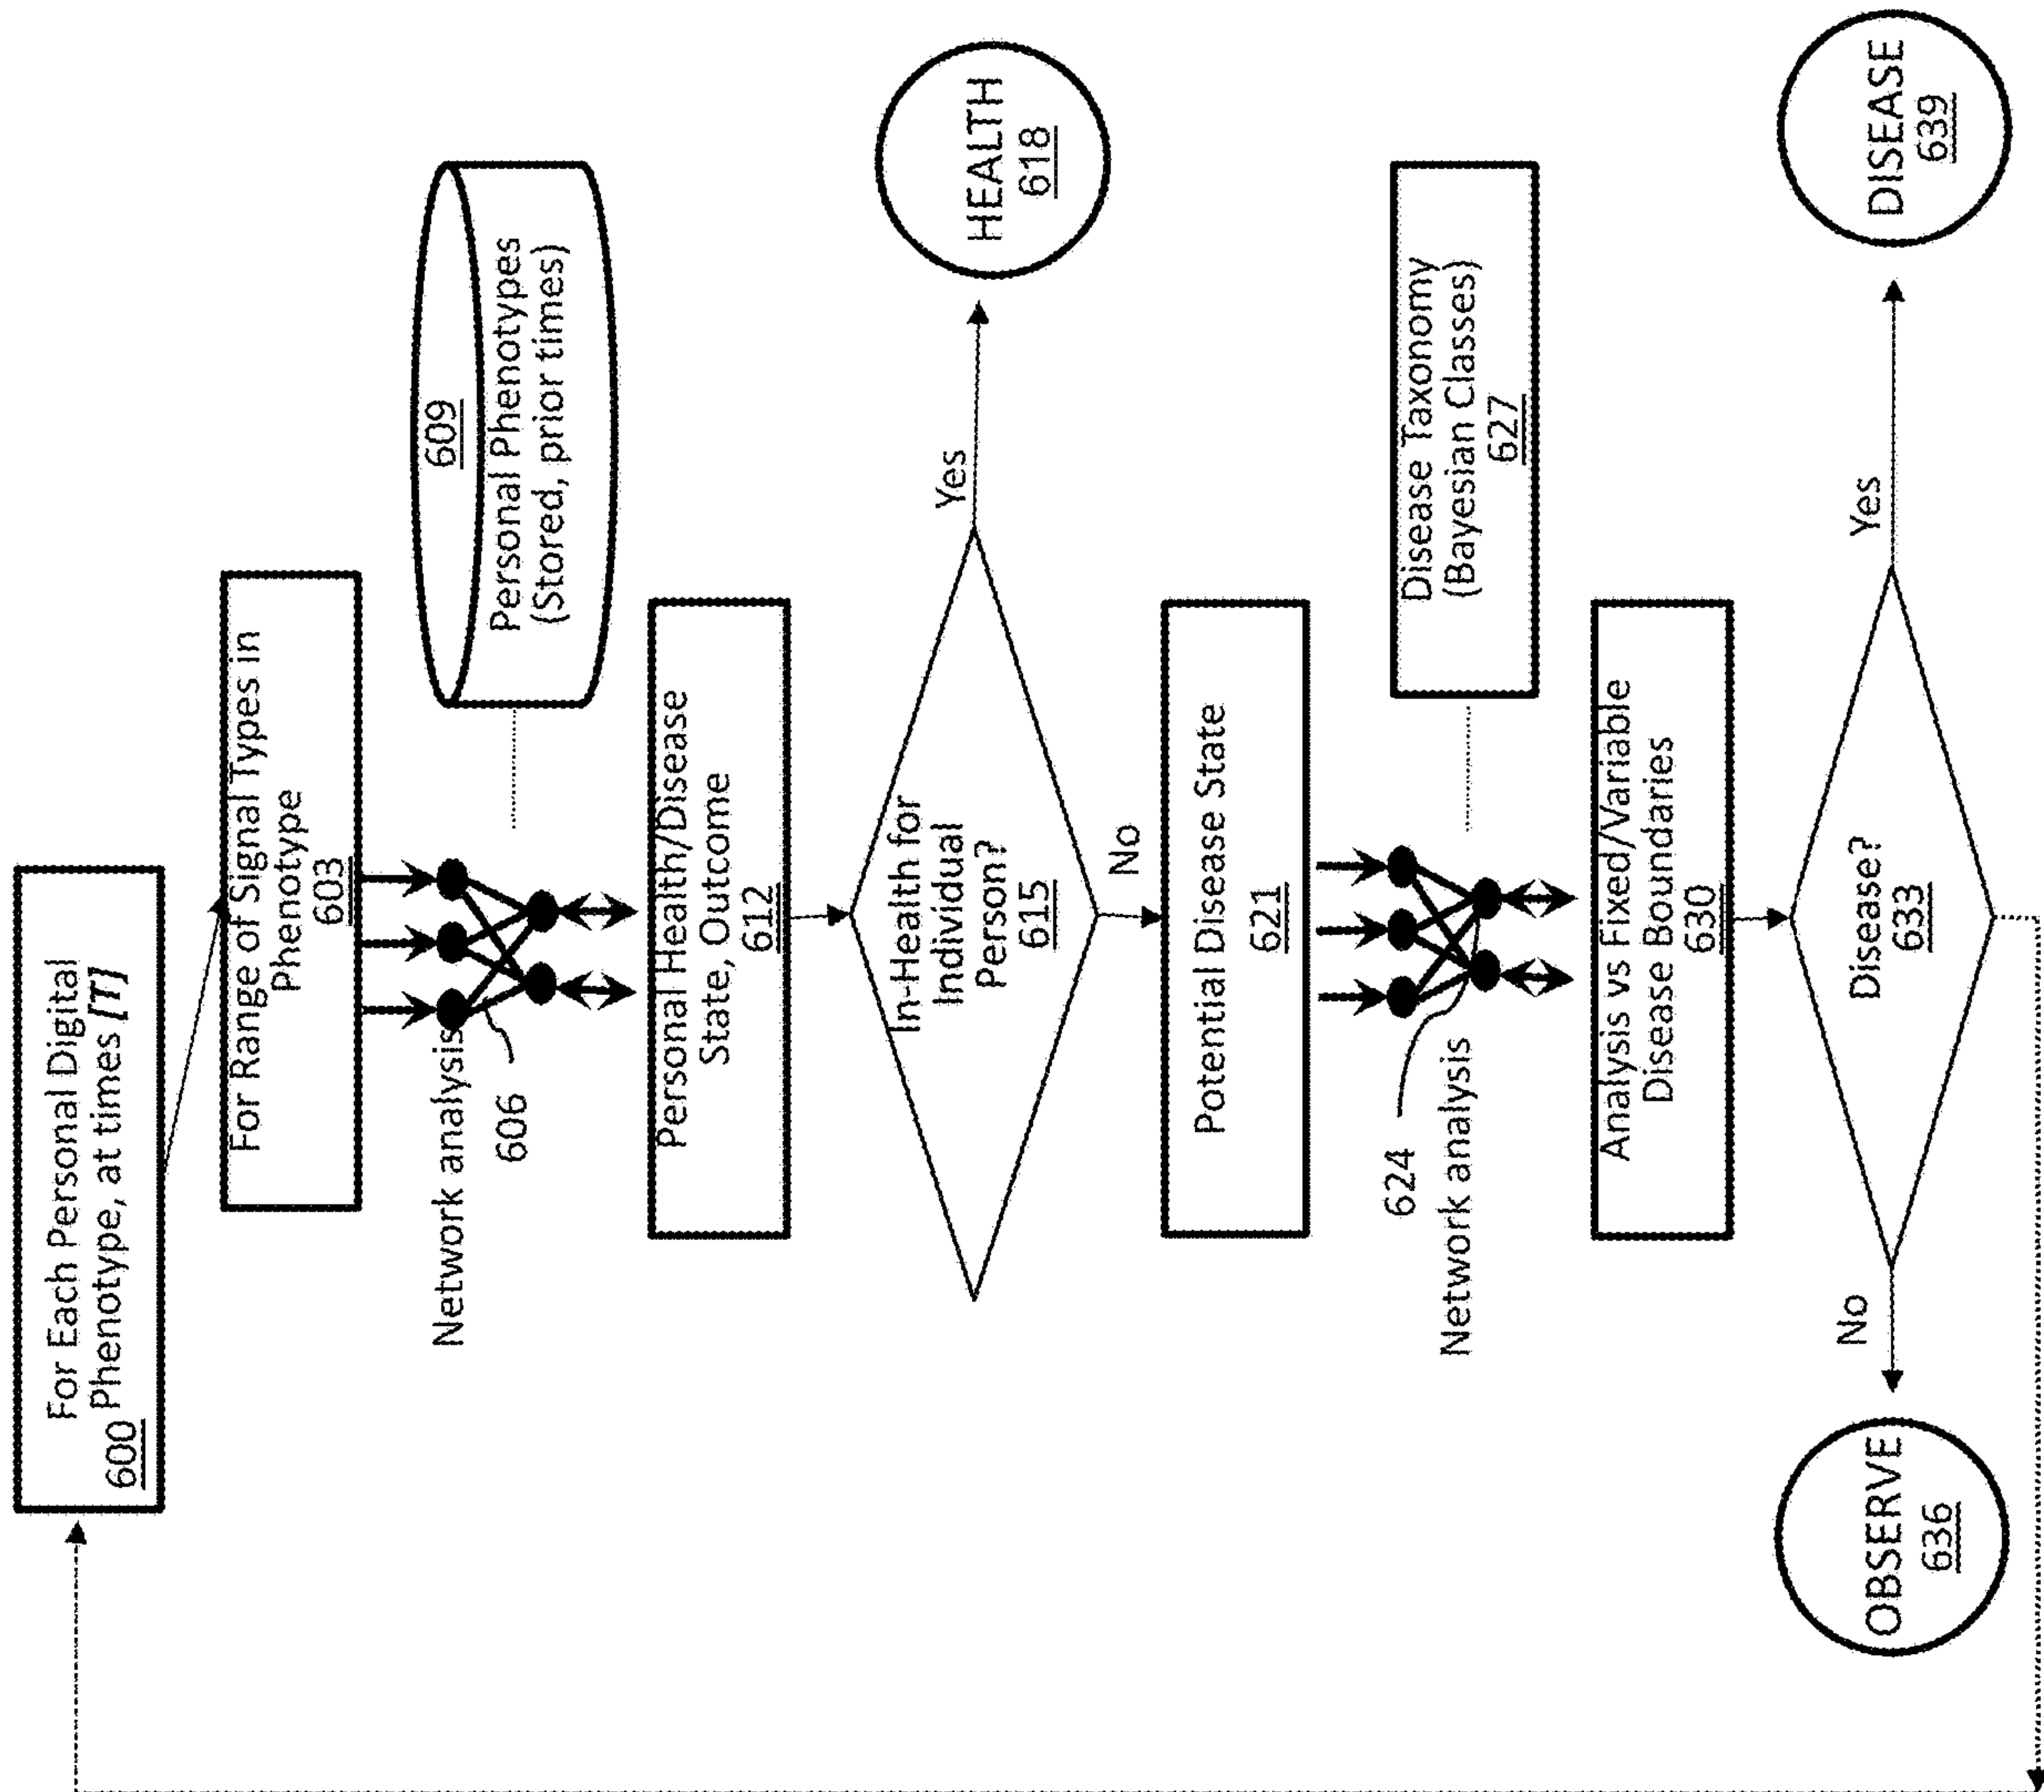 For Each Personal Digital
Phenotype, at times [T]
600
For Range of Signal Types in
Phenotype
603
Network analysis
606
609
Personal Phenotypes
(Stored, prior times)
Personal Health/Disease
State, Outcome
612
In-Health for
Individual
Person?
615
Yes
HEALTH
618
No
Potential Disease State
621
624
Network analysis
Disease Taxonomy
(Bayesian Classes)
627
Analysis vs Fixed/Variable
Disease Boundaries
630
Disease?
633
No
OBSERVE
636
Yes
DISEASE
639